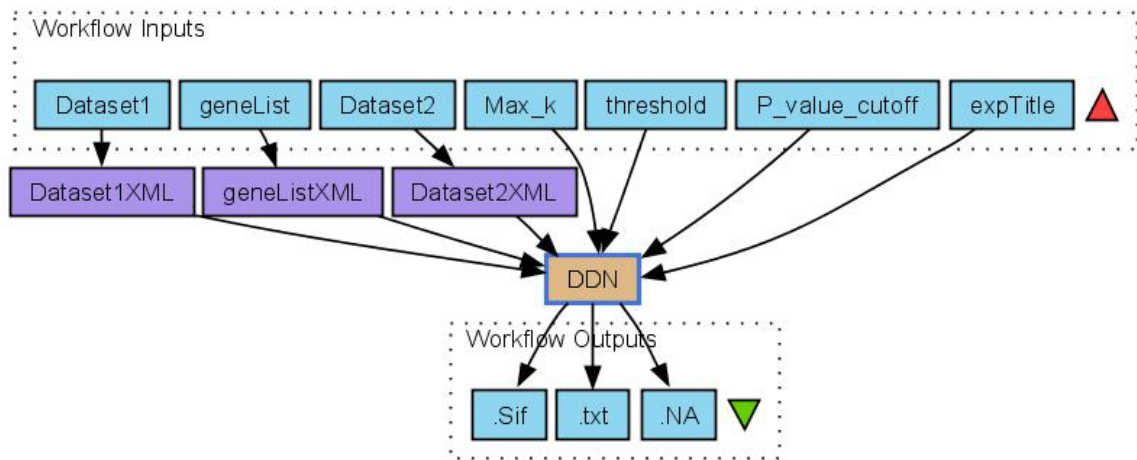 Workflow Inputs
Dataset1 geneList Dataset2 Max_k threshold P_value_cutoff expTitle
Dataset1XML geneListXML Dataset2XML
DDN
Workflow Outputs
.Sif .txt .NA